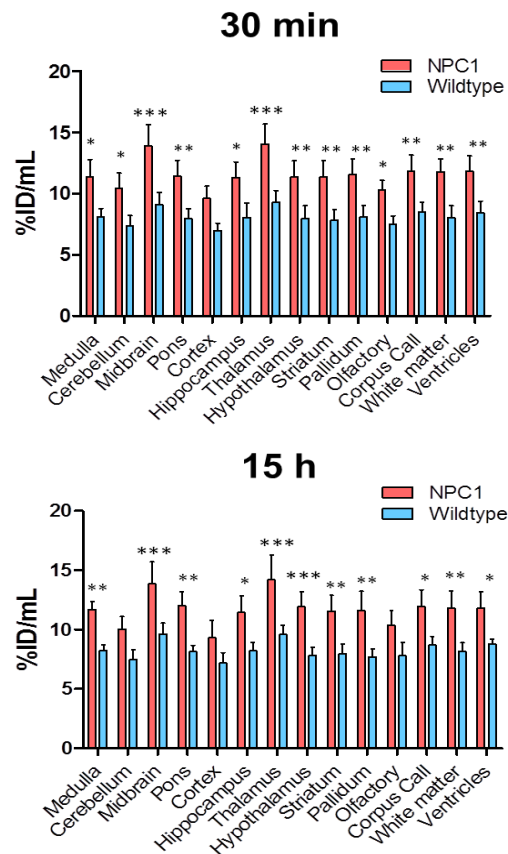 30 min
NPC1
Wildtype
%ID/mL
20
15
10
5
0
* * *** ** * *** ** ** ** * ** ** **
Medulla
Cerebellum
Midbrain
Pons
Cortex
Hippocampus
Thalamus
Hypothalamus
Striatum
Pallidum
Olfactory
Corpus Call
White matter
Ventricles
15 h
NPC1
Wildtype
%ID/mL
20
15
10
5
0
** *** ** * *** *** ** ** * ** *
Medulla
Cerebellum
Midbrain
Pons
Cortex
Hippocampus
Thalamus
Hypothalamus
Striatum
Pallidum
Olfactory
Corpus Call
White matter
Ventricles